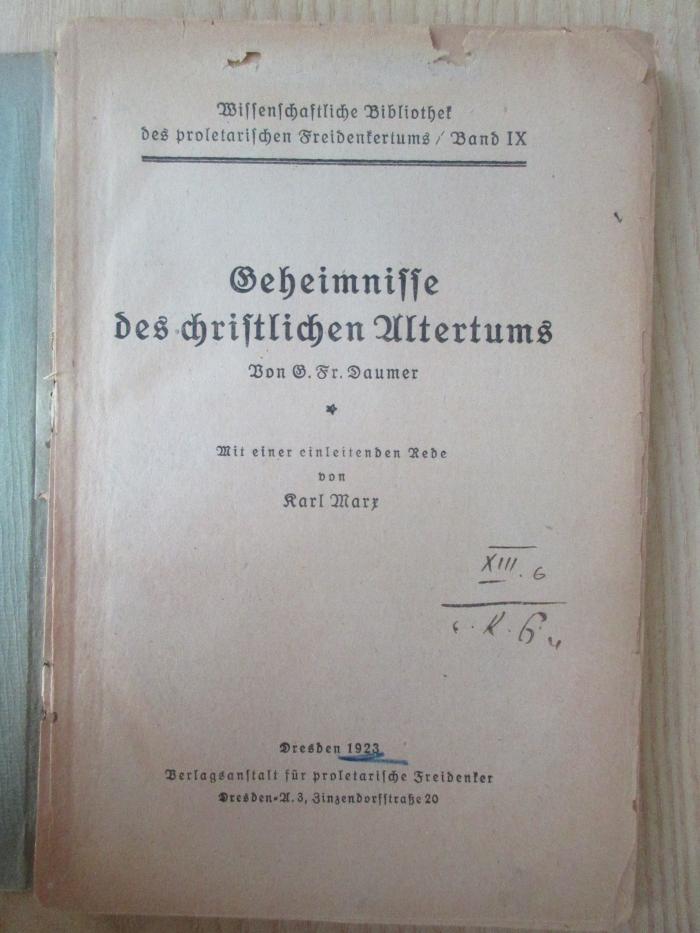 Wissenschaftliche Bibliothek
des proletarischen Freidenkertums / Band IX
Geheimnisse
des christlichen Altertums
Von G. Fr. Daumer
Mit einer einleitenden Rede
von
Karl Marx
XIII. 6
K. G.
Dresden 1923
Verlagsanstalt für proletarische Freidenker
Dresden-A. 3, Zinzendorfstraße 20